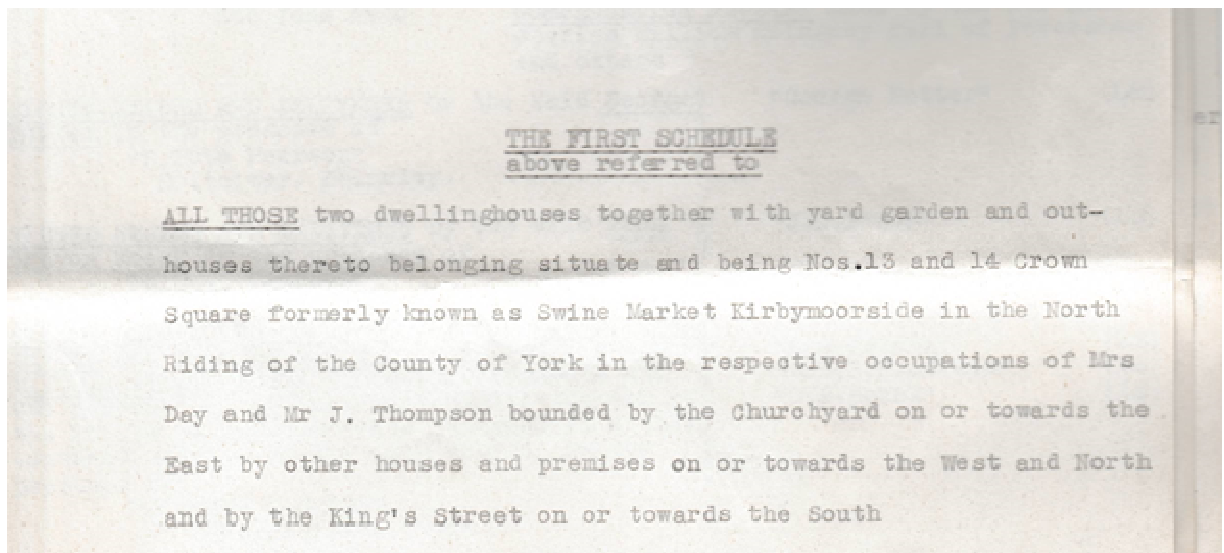 THE FIRST SCHEDULE
above referred to
ALL THOSE two dwellinghouses together with yard garden and out-
houses thereto belonging situate and being Nos.13 and 14 Crown
Square formerly known as Swine Market Kirbymoorside in the North
Riding of the County of York in the respective occupations of Mrs
Day and Mr J. Thompson bounded by the Churchyard on or towards the
East by other houses and premises on or towards the West and North
and by the King's Street on or towards the South